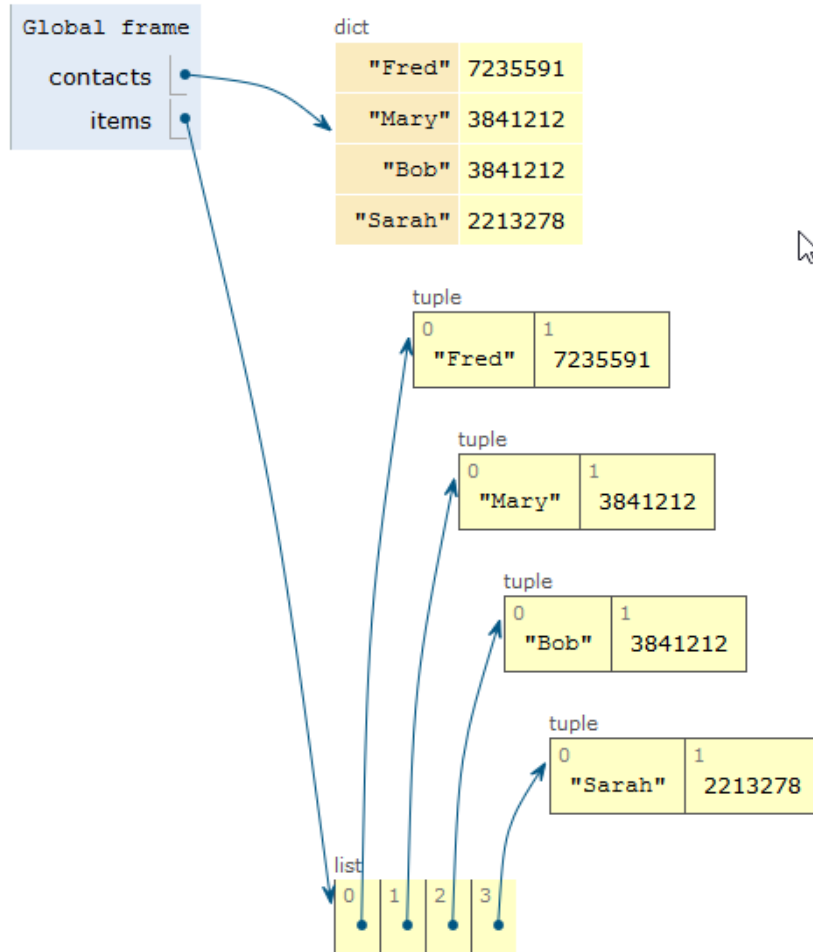 Global frame
contacts
items
dict
"Fred" 7235591
"Mary" 3841212
"Bob" 3841212
"Sarah" 2213278
tuple
0 1
"Fred" 7235591
tuple
0 1
"Mary" 3841212
tuple
0 1
"Bob" 3841212
tuple
0 1
"Sarah" 2213278
list
0 1 2 3